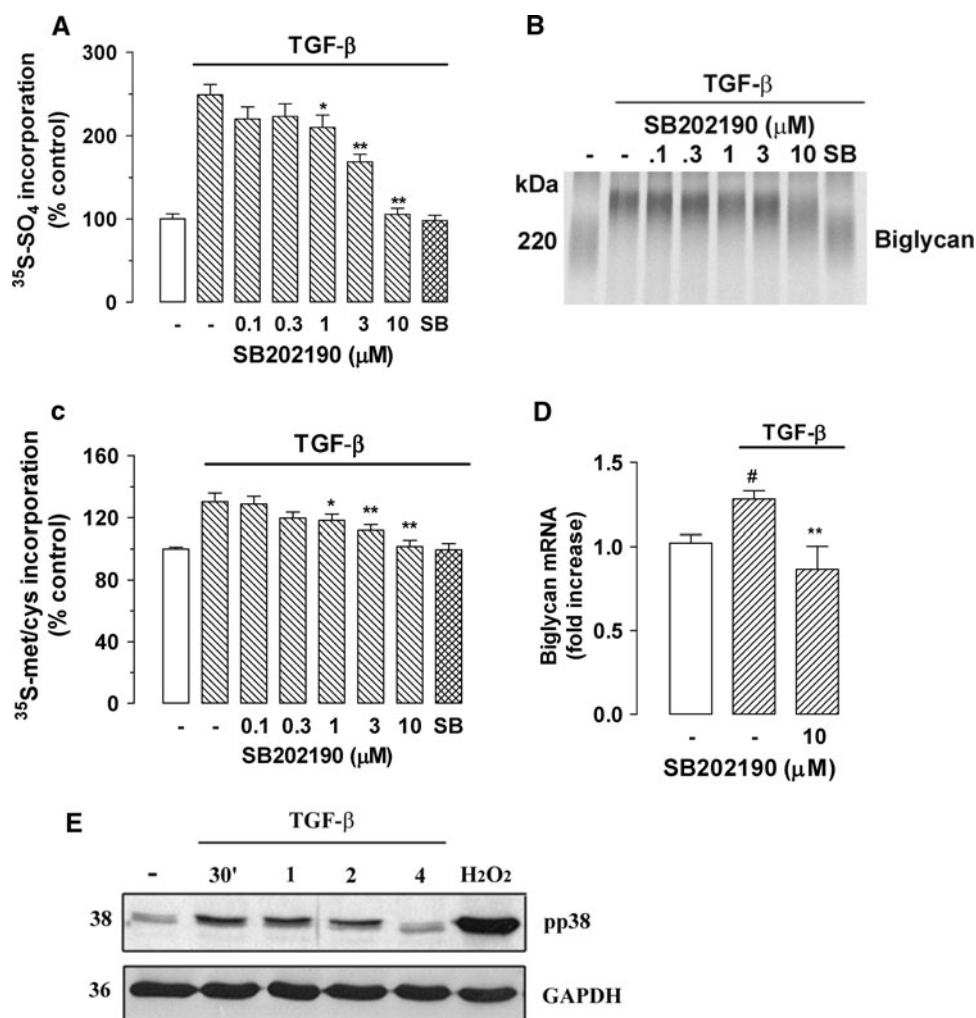 A
TGF-β
³⁵S-SO₄ incorporation
(% control)
300
250
200
150
100
50
0
*
**
**
- - 0.1 0.3 1 3 10 SB
SB202190 (μM)
B
TGF-β
SB202190 (μM)
- - .1 .3 1 3 10 SB
kDa
220
Biglycan
c
TGF-β
³⁵S-met/cys incorporation
(% control)
160
120
80
40
0
*
**
**
- - 0.1 0.3 1 3 10 SB
SB202190 (μM)
D
TGF-β
Biglycan mRNA
(fold increase)
1.5
1.0
0.5
0.0
#
**
- - 10
SB202190 (μM)
E
TGF-β
- 30' 1 2 4 H₂O₂
38 pp38
36 GAPDH